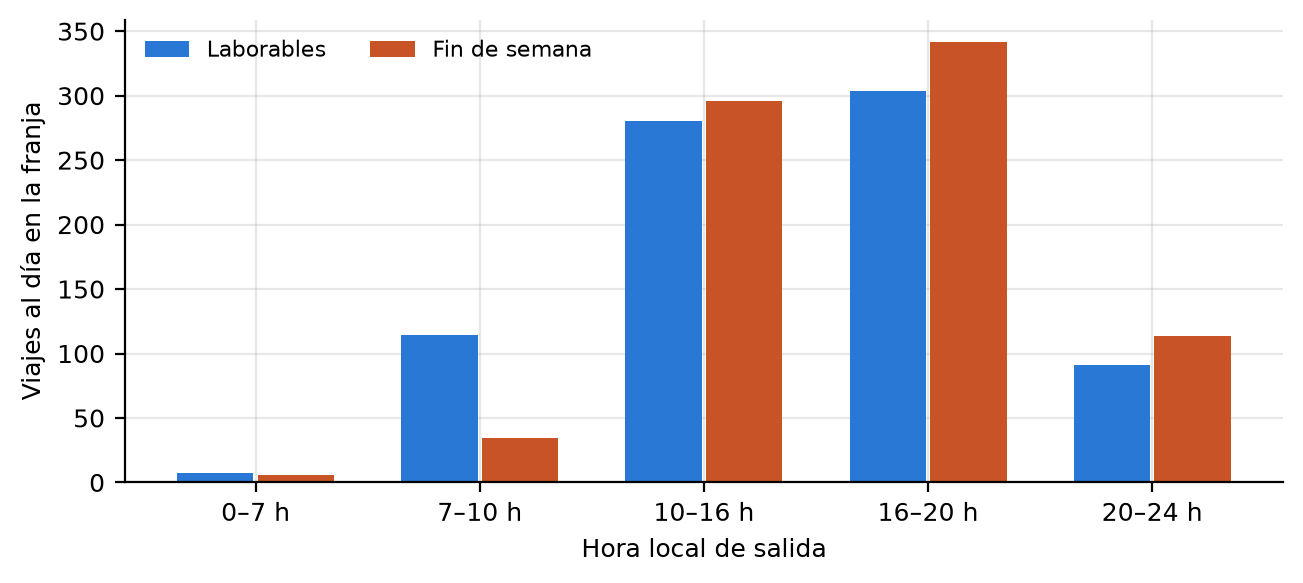 Viajes al día en la franja
350
300
250
200
150
100
50
0
Laborables Fin de semana
0–7 h 7–10 h 10–16 h 16–20 h 20–24 h
Hora local de salida